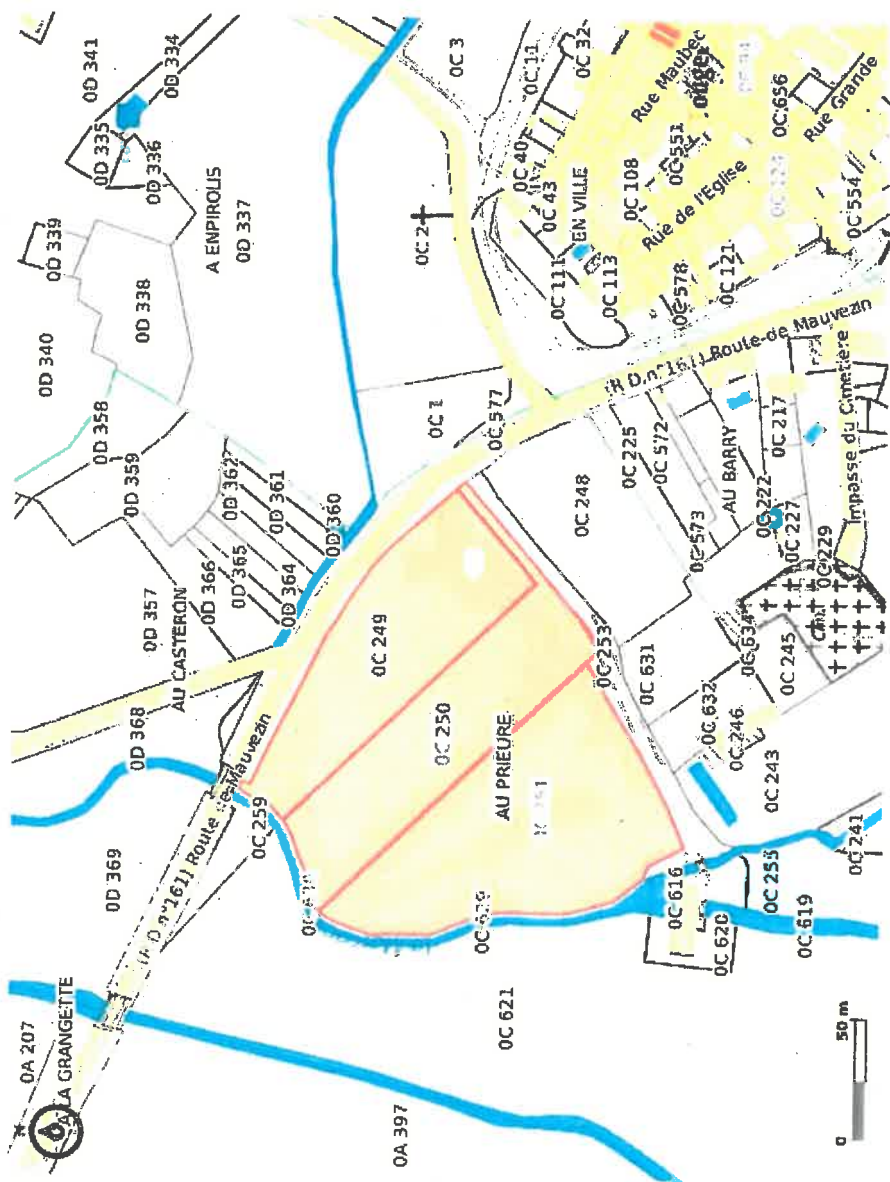 0D 341
0D 334
0C 3
0C 11
0C 32
Rue Maubec
0C 656
Rue Grande
0D 335
0D 336
0C 40
0C 43
EN VILLE
0C 108
0C 551
Rue de l'Eglise
0C 554
0D 339
A ENPIROLIS
0D 337
0C 2
0C 111
0C 113
0C 578
0C 121
0D 340
0D 338
(R D n°161) Route de Mauvezin
0D 358
0D 359
0C 1
0C 577
0C 225
0C 572
AU BARRY
0C 217
Impasse du Cimetière
0D 362
0D 361
0D 360
0C 248
0C 573
0C 222
0C 227
0C 229
0D 357
0D 366
0D 365
0D 364
AU CASTERON
0C 249
0C 253
0C 631
0C 634
0C 245
0D 368
0C 250
AU PRIEURE
0C 632
0C 246
0C 243
0C 259
0D 369
(R D n°161) Route de Mauvezin
0C 616
0C 255
0C 241
0C 620
0C 619
0C 621
A LA GRANGETTE
0A 207
0A 397
0
50 m